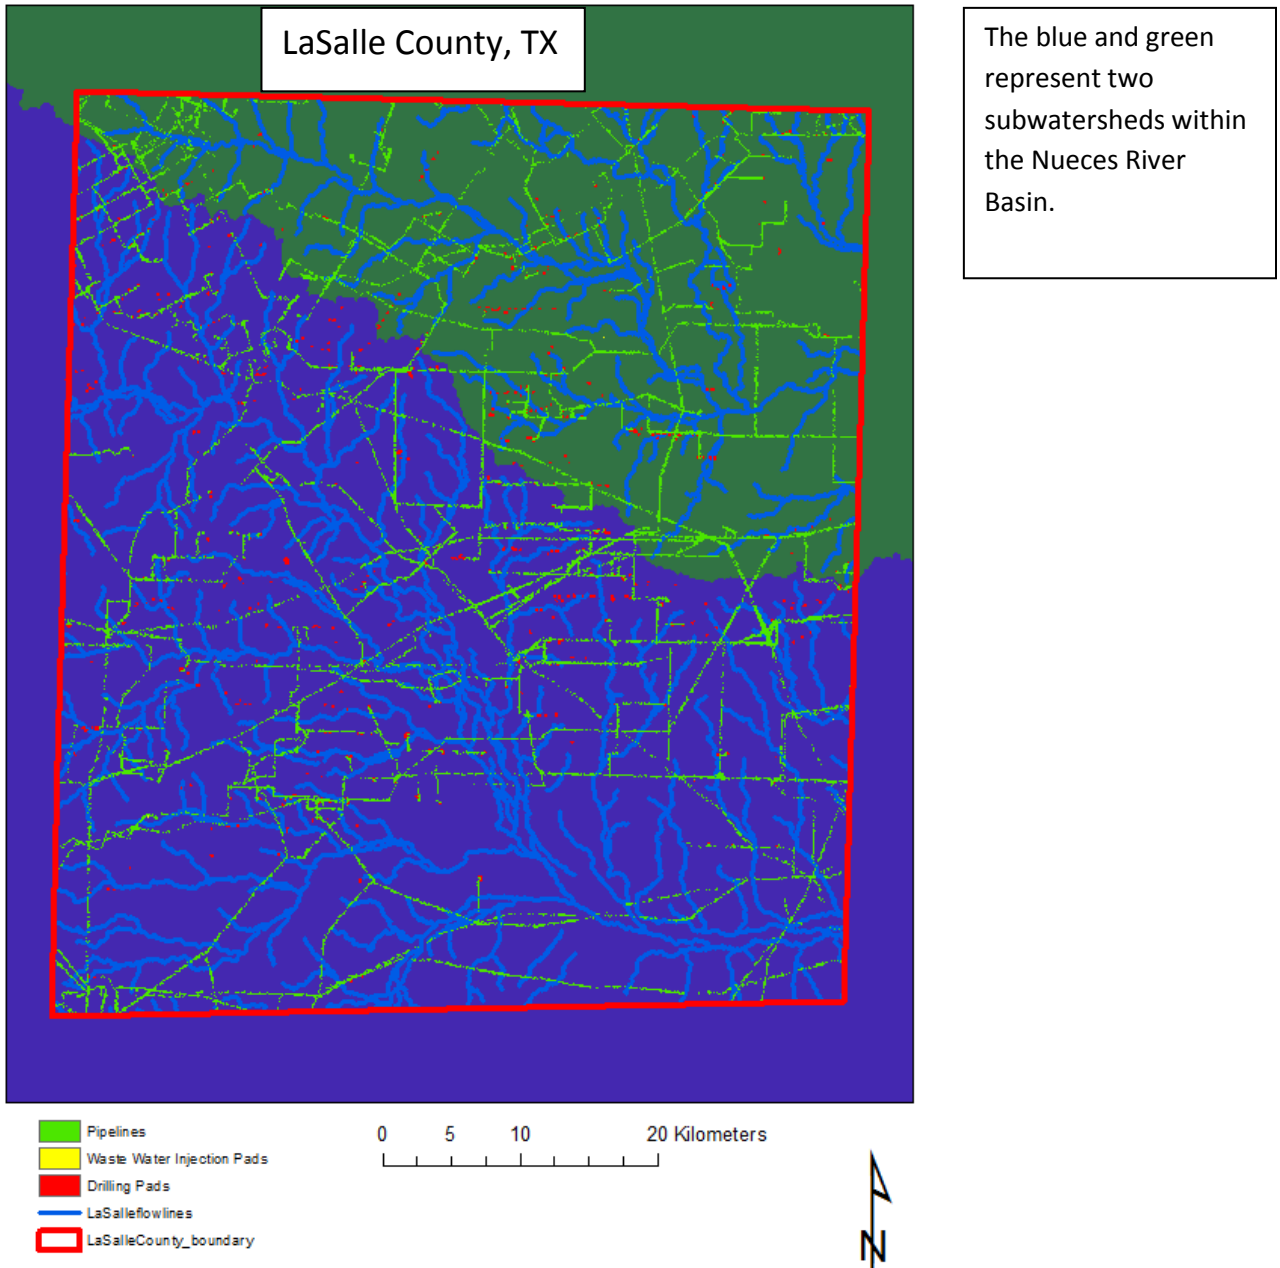 LaSalle County, TX
The blue and green
represent two
subwatersheds within
the Nueces River
Basin.
Pipelines
Waste Water Injection Pads
Drilling Pads
LaSalleflowlines
LaSalleCounty_boundary
0 5 10 20 Kilometers
N